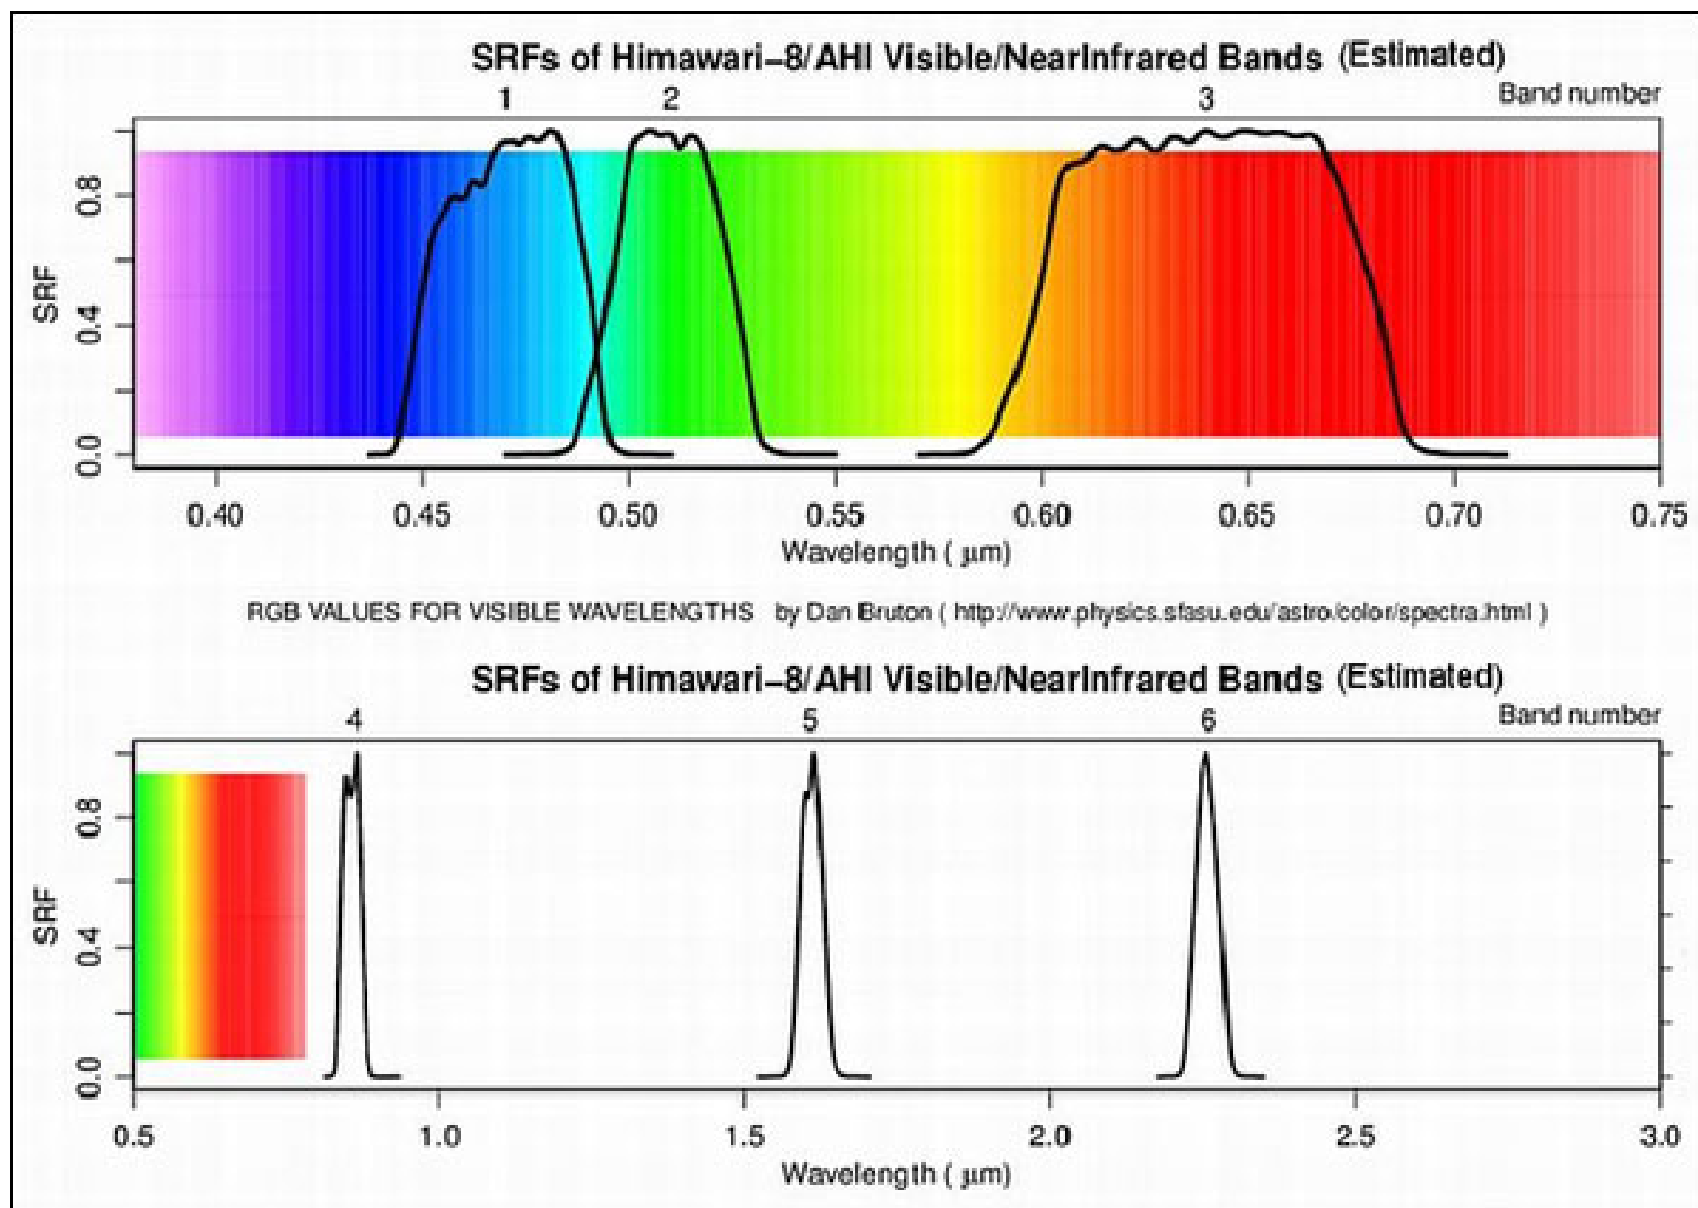 SRFs of Himawari–8/AHI Visible/NearInfrared Bands (Estimated)
1 2 3 Band number
SRF
0.8
0.4
0.0
0.40 0.45 0.50 0.55 0.60 0.65 0.70 0.75
Wavelength ( μm)
RGB VALUES FOR VISIBLE WAVELENGTHS by Dan Bruton ( http://www.physics.sfasu.edu/astro/color/spectra.html )
SRFs of Himawari–8/AHI Visible/NearInfrared Bands (Estimated)
4 5 6 Band number
SRF
0.8
0.4
0.0
0.5 1.0 1.5 2.0 2.5 3.0
Wavelength ( μm)